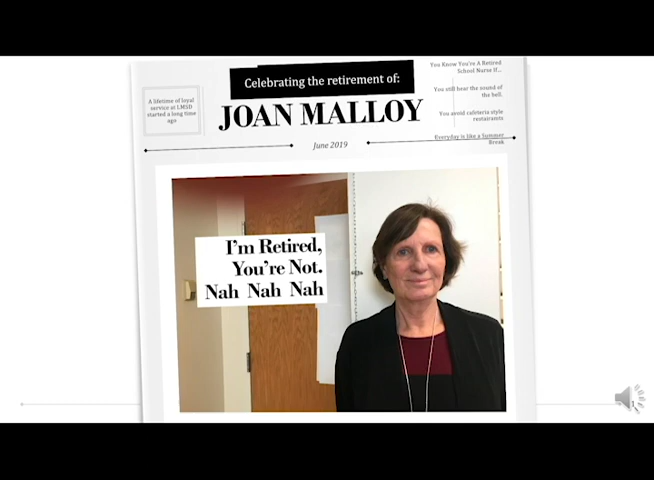 Celebrating the retirement of:
JOAN MALLOY
A lifetime of loyal
service at LMSD
started a long time
ago
You Know You're A Retired
School Nurse If...
You still hear the sound of
the bell.
You avoid cafeteria style
restaurants
Everyday is like a Summer
Break
June 2019
I'm Retired,
You're Not.
Nah Nah Nah